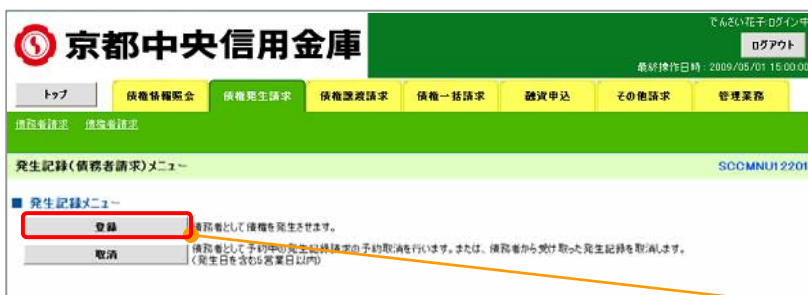 でんさい花子:ログイン中
京都中央信用金庫
ログアウト
最終操作日時:2009/05/01 15:00:00
トップ 債権情報照会 債権発生請求 債権譲渡請求 債権一括請求 融資申込 その他請求 管理業務
債務者請求 債権者請求
発生記録(債務者請求)メニュー SCCMNU12201
■ 発生記録メニュー
登録 債務者として債権を発生させます。
取消 債務者として予約中の発生記録請求の予約取消を行います。または、債務者から受け取った発生記録を取消します。
(発生日を含む5営業日以内)